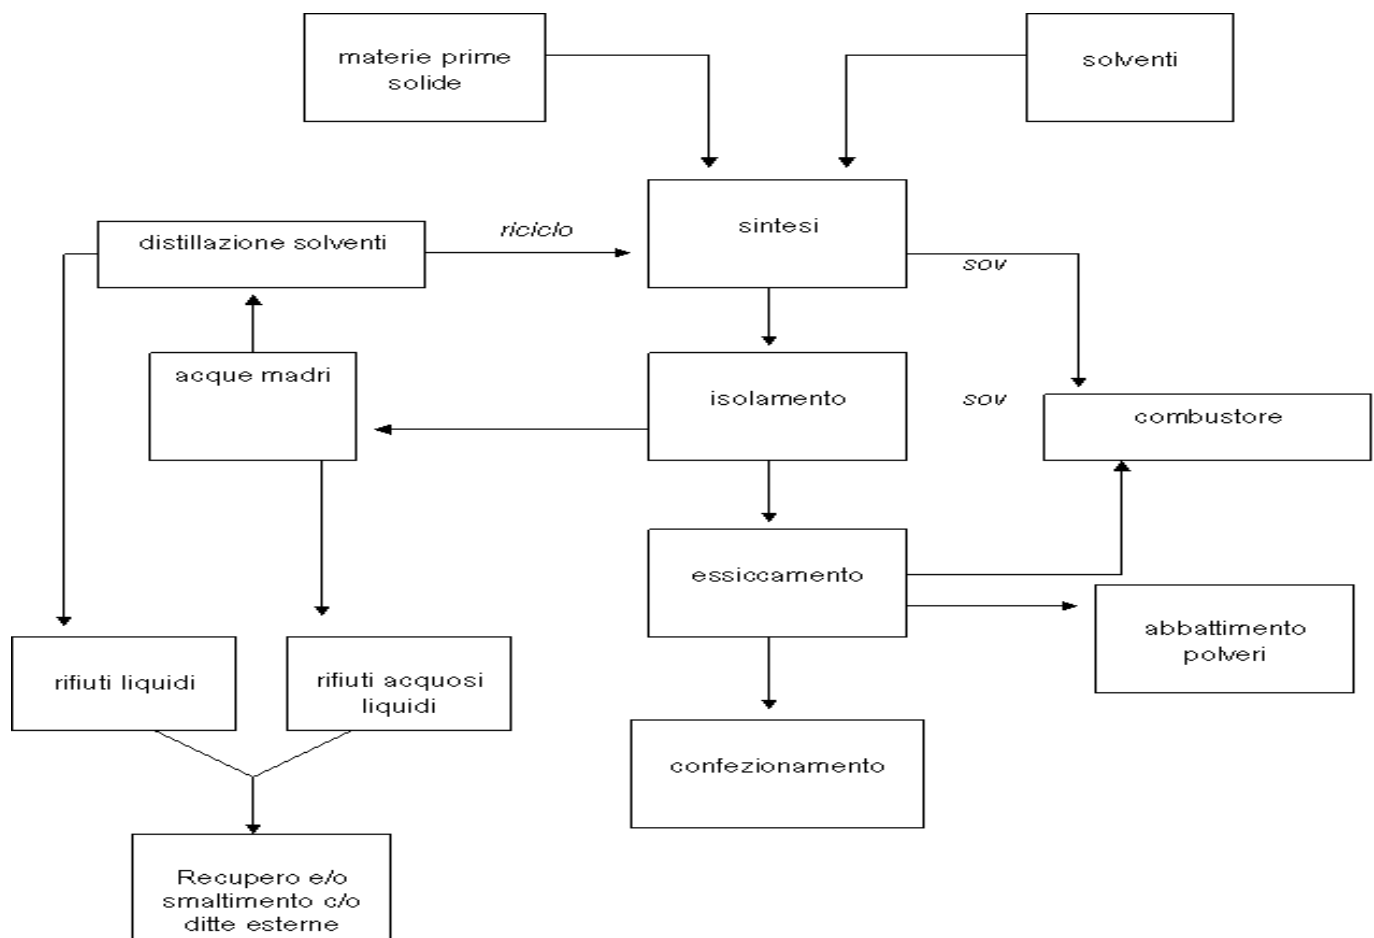 materie prime
solide
solventi
distillazione solventi
riciclo
sintesi
sov
acque madri
isolamento
sov
combustore
essiccamento
abbattimento
polveri
rifiuti liquidi
rifiuti acquosi
liquidi
confezionamento
Recupero e/o
smaltimento c/o
ditte esterne